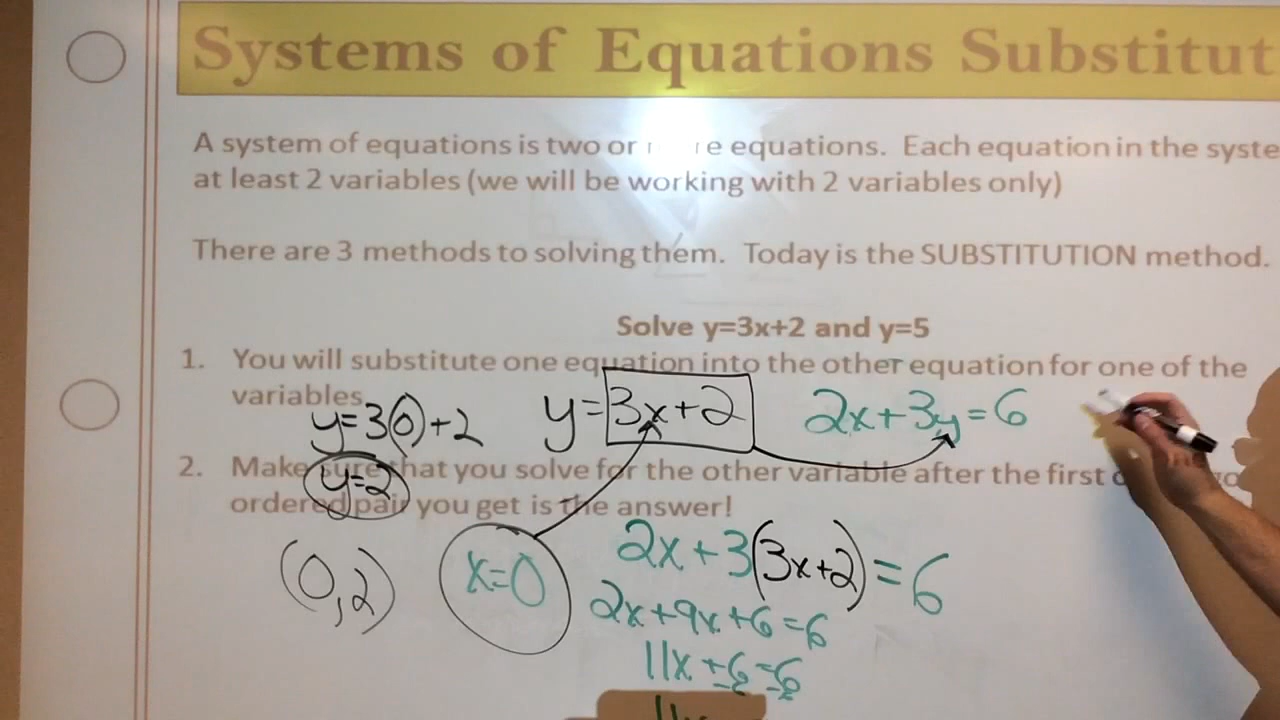 Systems of Equations Substitut
A system of equations is two or re equations. Each equation in the syste
at least 2 variables (we will be working with 2 variables only)
There are 3 methods to solving them. Today is the SUBSTITUTION method.
Solve y=3x+2 and y=5
1. You will substitute one equation into the other equation for one of the
variables
y=3(0)+2
y=3x+2
2x+3y=6
2. Make sure that you solve for the other variable after the first
ordered pair you get is the answer!
y=2
2x+3(3x+2)=6
(0,2)
x=0
2x+9x+6=6
11x+6=6
-6 -6